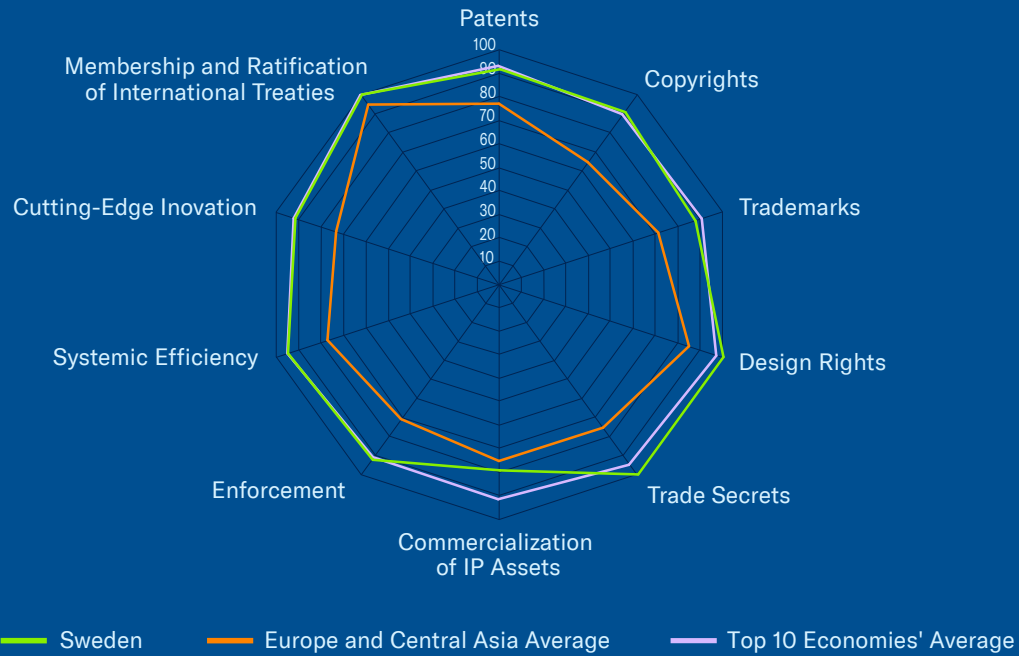 Patents
100
90
80
70
60
50
40
30
20
10
Membership and Ratification
of International Treaties
Copyrights
Cutting-Edge Inovation
Trademarks
Systemic Efficiency
Design Rights
Enforcement
Trade Secrets
Commercialization
of IP Assets
Sweden
Europe and Central Asia Average
Top 10 Economies' Average